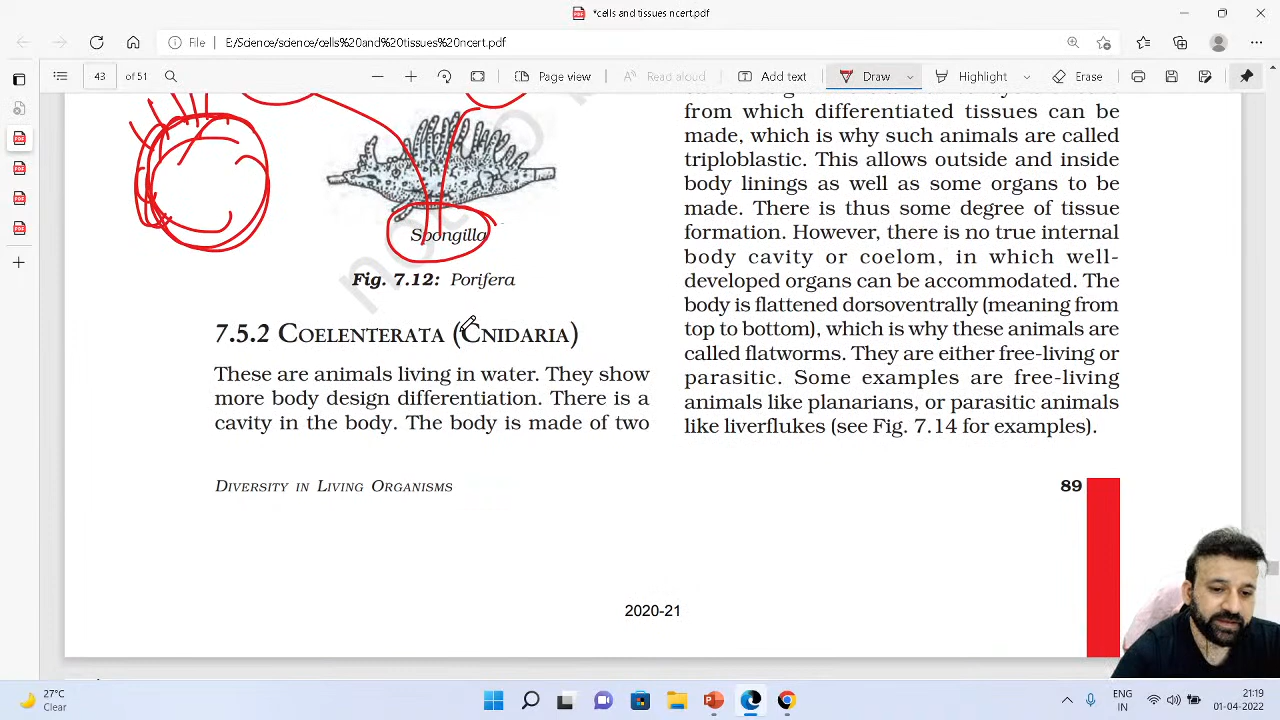 *cells and tissues ncert.pdf
File
E:/Science/science/cells%20and%20tissues%20ncert.pdf
43 of 51
Page view
Read aloud
Add text
Draw
Highlight
Erase
Spongilla
Fig. 7.12: Porifera
7.5.2 COELENTERATA (CNIDARIA)
These are animals living in water. They show
more body design differentiation. There is a
cavity in the body. The body is made of two
from which differentiated tissues can be
made, which is why such animals are called
triploblastic. This allows outside and inside
body linings as well as some organs to be
made. There is thus some degree of tissue
formation. However, there is no true internal
body cavity or coelom, in which well-
developed organs can be accommodated. The
body is flattened dorsoventrally (meaning from
top to bottom), which is why these animals are
called flatworms. They are either free-living or
parasitic. Some examples are free-living
animals like planarians, or parasitic animals
like liverflukes (see Fig. 7.14 for examples).
DIVERSITY IN LIVING ORGANISMS
89
2020-21
27°C
Clear
ENG
IN
21:19
01-04-2022